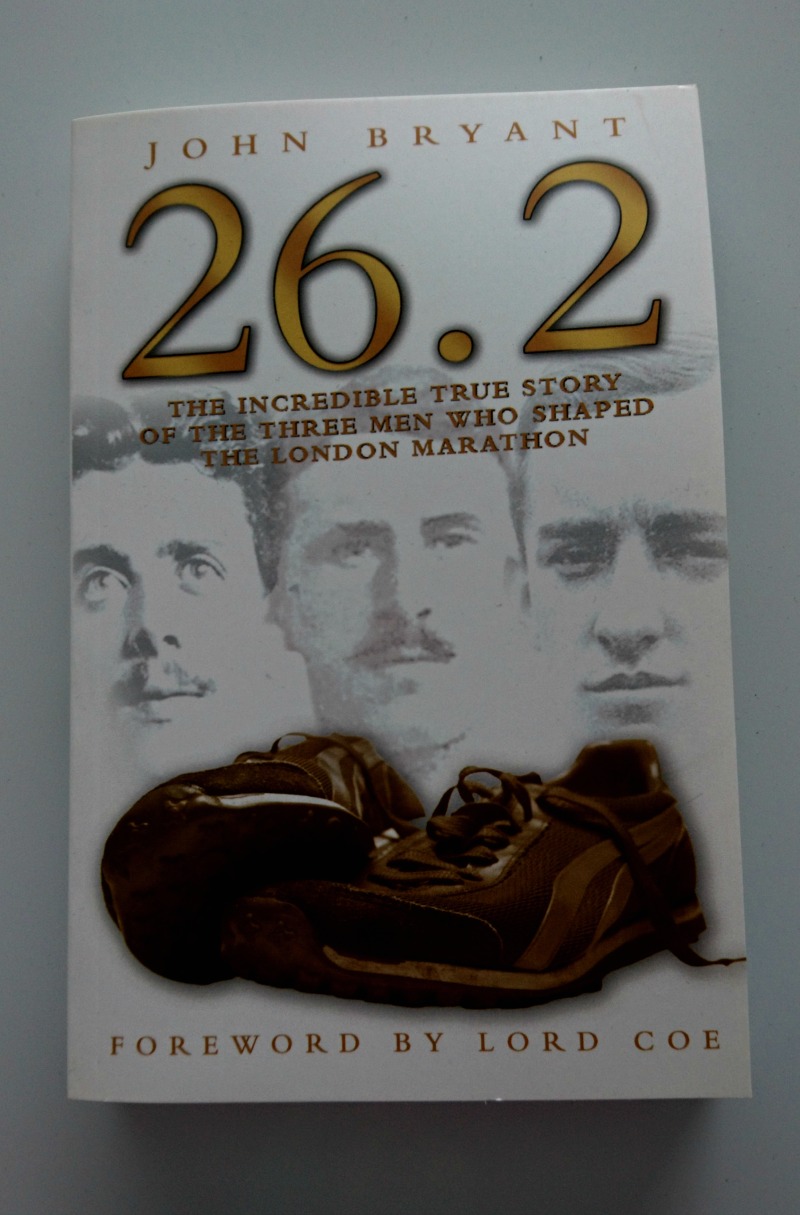 JOHN BRYANT
26.2
THE INCREDIBLE TRUE STORY
OF THE THREE MEN WHO SHAPED
THE LONDON MARATHON
FOREWORD BY LORD COE